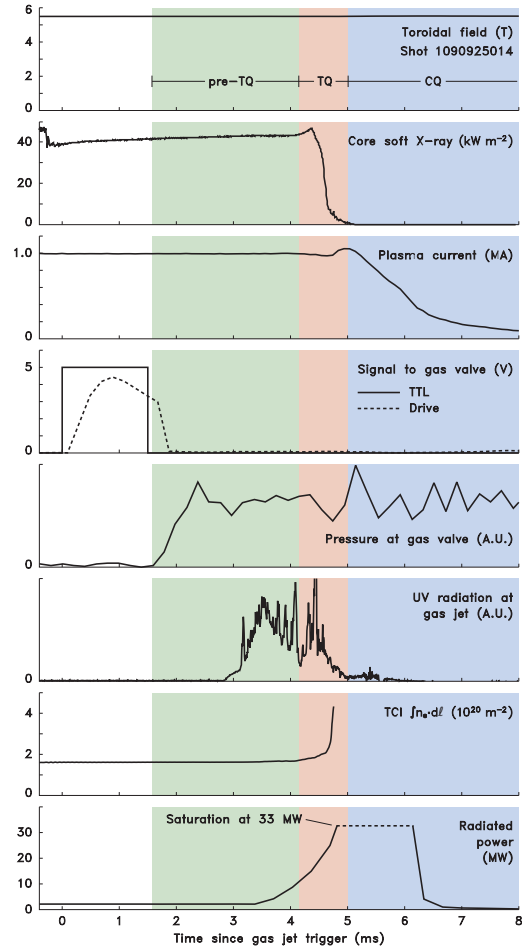 6
4
2
0
Toroidal field (T)
Shot 1090925014
pre-TQ
TQ
CQ
40
20
0
Core soft X-ray (kW m⁻²)
1.0
0.0
Plasma current (MA)
5
0
Signal to gas valve (V)
TTL
Drive
0
Pressure at gas valve (A.U.)
0
UV radiation at
gas jet (A.U.)
4
2
0
TCI ∫nₑ·dℓ (10²⁰ m⁻²)
30
20
10
0
Saturation at 33 MW
Radiated
power
(MW)
0 1 2 3 4 5 6 7 8
Time since gas jet trigger (ms)